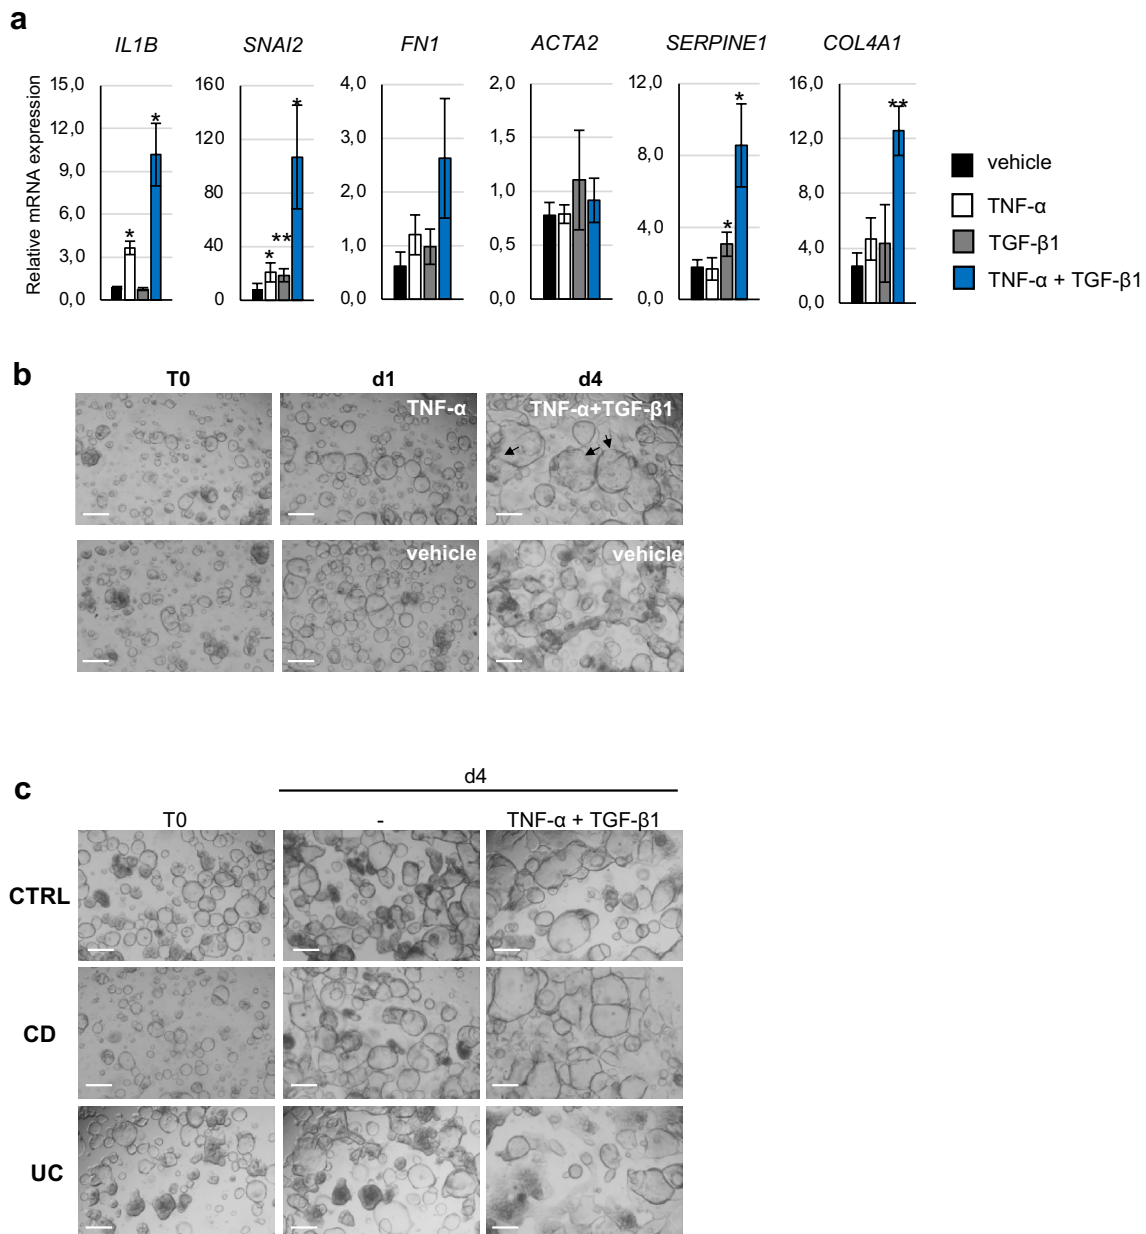 a
IL1B SNAI2 FN1 ACTA2 SERPINE1 COL4A1
Relative mRNA expression
15,0
12,0
9,0
6,0
3,0
0,0
*
*
160
120
80
40
0
*
**
*
4,0
3,0
2,0
1,0
0,0
2,0
1,5
1,0
0,5
0,0
12,0
8,0
4,0
0,0
*
*
16,0
12,0
8,0
4,0
0,0
**
vehicle
TNF-α
TGF-β1
TNF-α + TGF-β1
b
T0 d1 d4
TNF-α TNF-α+TGF-β1
vehicle vehicle
c
d4
T0 - TNF-α + TGF-β1
CTRL
CD
UC